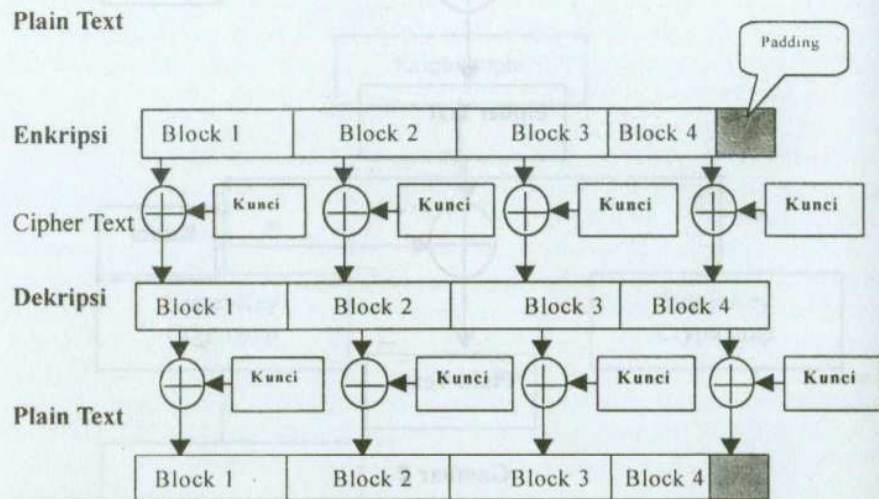 Plain Text
Padding
Enkripsi
Block 1 Block 2 Block 3 Block 4
Kunci Kunci Kunci Kunci
Cipher Text
Dekripsi
Block 1 Block 2 Block 3 Block 4
Kunci Kunci Kunci Kunci
Plain Text
Block 1 Block 2 Block 3 Block 4